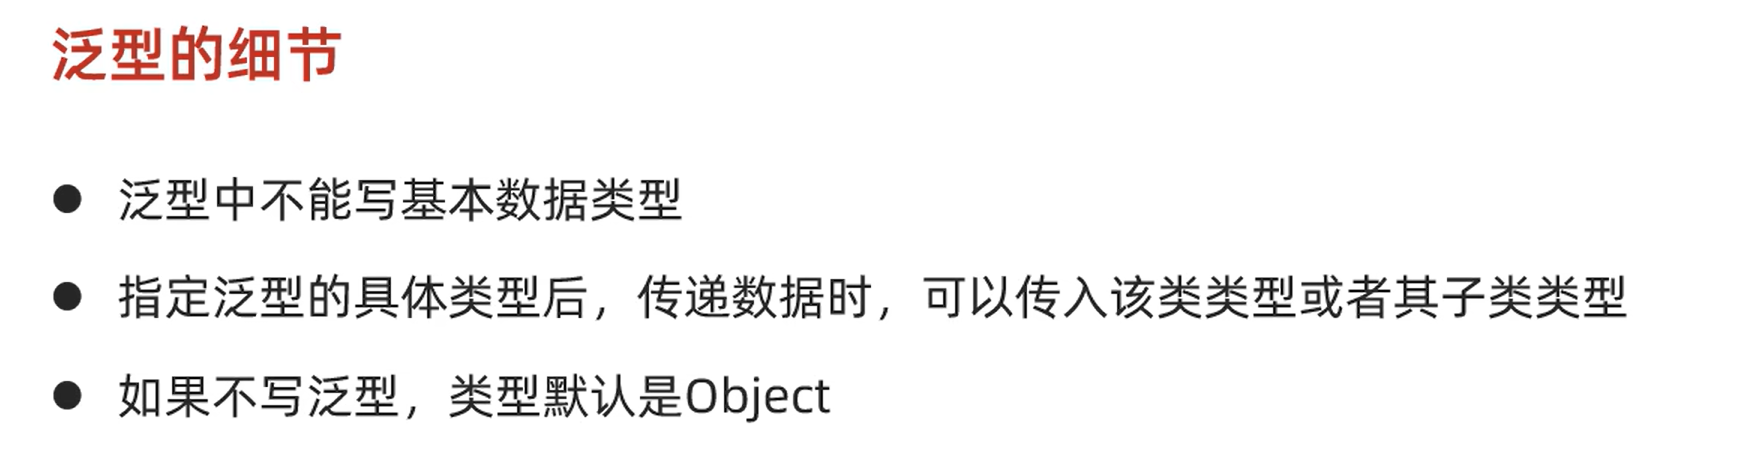 泛型的细节
● 泛型中不能写基本数据类型
● 指定泛型的具体类型后，传递数据时，可以传入该类类型或者其子类类型
● 如果不写泛型，类型默认是Object